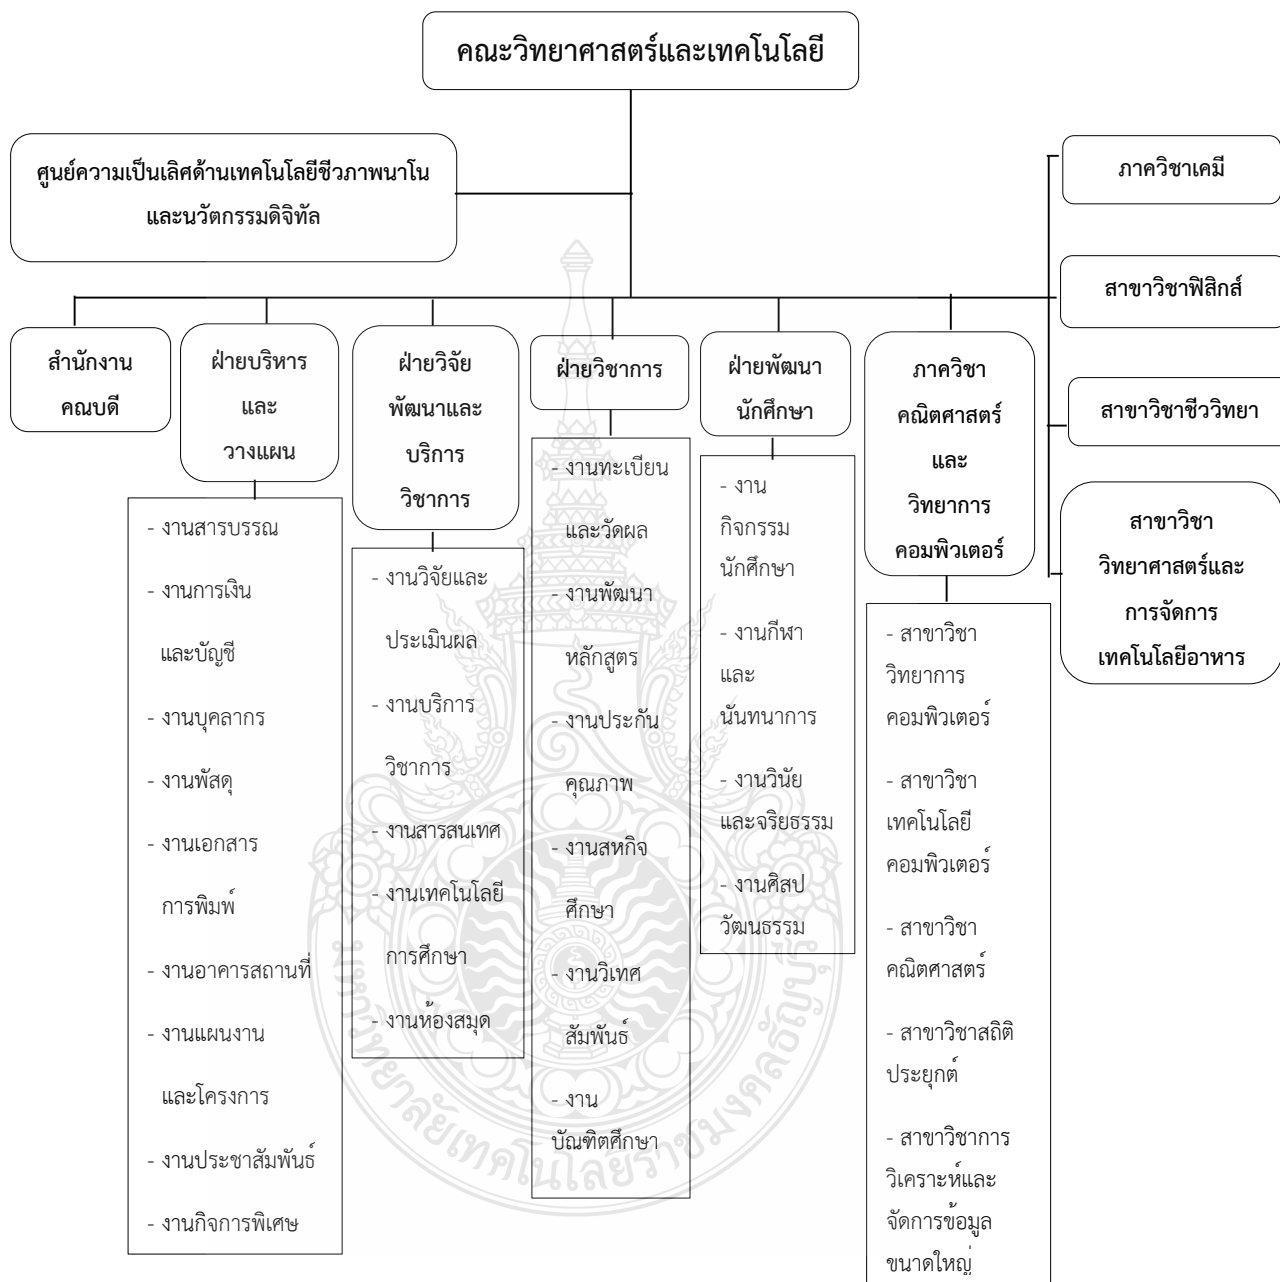 คณะวิทยาศาสตร์และเทคโนโลยี
ศูนย์ความเป็นเลิศด้านเทคโนโลยีชีวภาพนาโน
และนวัตกรรมดิจิทัล
ภาควิชาเคมี
สาขาวิชาฟิสิกส์
สาขาวิชาชีววิทยา
สาขาวิชา
วิทยาศาสตร์และ
การจัดการ
เทคโนโลยีอาหาร
สำนักงาน
คณบดี
ฝ่ายบริหาร
และ
วางแผน
- งานสารบรรณ
- งานการเงิน
และบัญชี
- งานบุคลากร
- งานพัสดุ
- งานเอกสาร
การพิมพ์
- งานอาคารสถานที่
- งานแผนงาน
และโครงการ
- งานประชาสัมพันธ์
- งานกิจการพิเศษ
ฝ่ายวิจัย
พัฒนาและ
บริการ
วิชาการ
- งานวิจัยและ
ประเมินผล
- งานบริการ
วิชาการ
- งานสารสนเทศ
- งานเทคโนโลยี
การศึกษา
- งานห้องสมุด
ฝ่ายวิชาการ
- งานทะเบียน
และวัดผล
- งานพัฒนา
หลักสูตร
- งานประกัน
คุณภาพ
- งานสหกิจ
ศึกษา
- งานวิเทศ
สัมพันธ์
- งาน
บัณฑิตศึกษา
ฝ่ายพัฒนา
นักศึกษา
- งาน
กิจกรรม
นักศึกษา
- งานกีฬา
และ
นันทนาการ
- งานวินัย
และจริยธรรม
- งานศิลป
วัฒนธรรม
ภาควิชา
คณิตศาสตร์
และ
วิทยาการ
คอมพิวเตอร์
- สาขาวิชา
วิทยาการ
คอมพิวเตอร์
- สาขาวิชา
เทคโนโลยี
คอมพิวเตอร์
- สาขาวิชา
คณิตศาสตร์
- สาขาวิชาสถิติ
ประยุกต์
- สาขาวิชาการ
วิเคราะห์และ
จัดการข้อมูล
ขนาดใหญ่
มหาวิทยาลัยเทคโนโลยีราชมงคลธัญบุรี